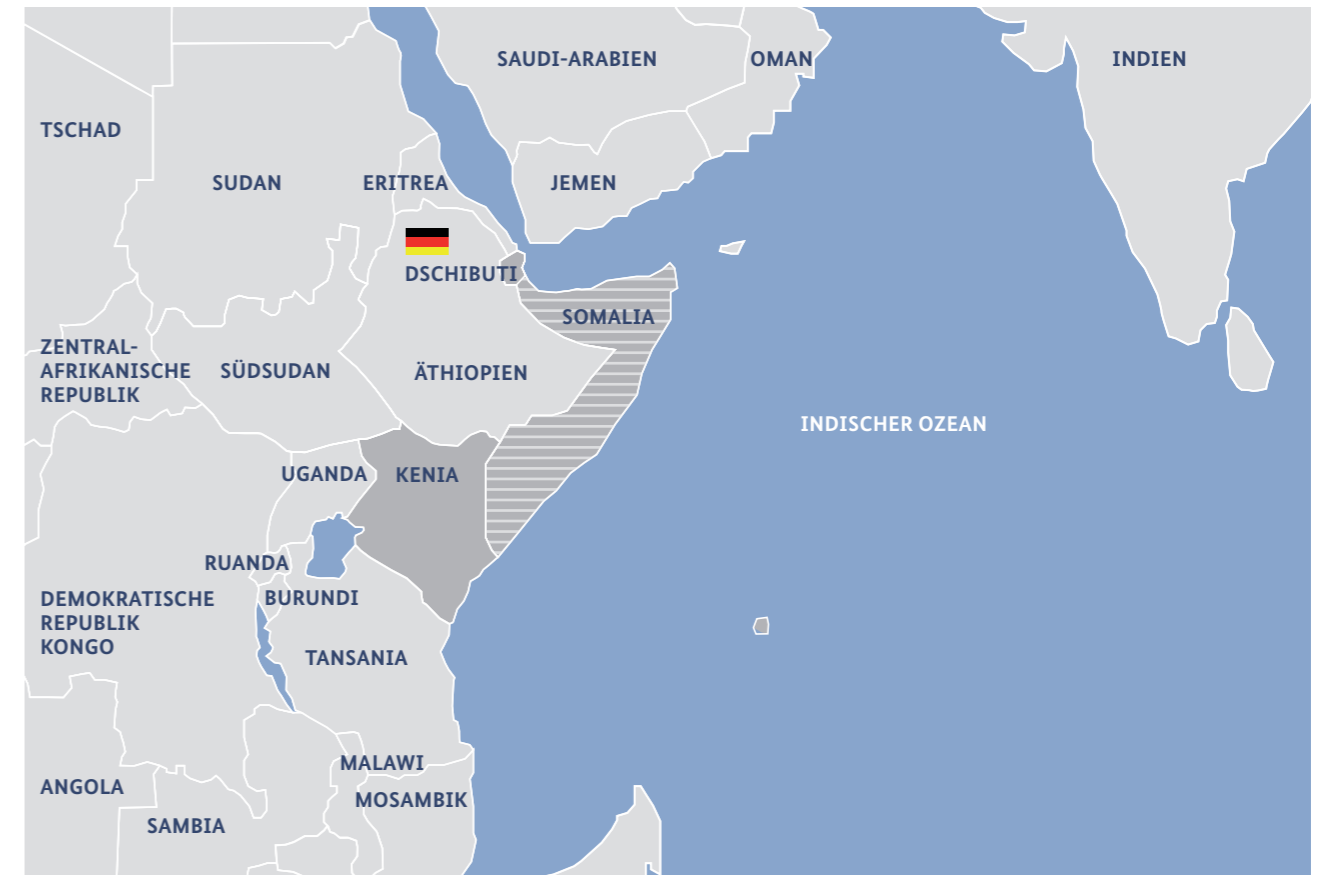 SAUDI-ARABIEN
OMAN
INDIEN
TSCHAD
SUDAN
ERITREA
JEMEN
DSCHIBUTI
SOMALIA
ZENTRAL-
AFRIKANISCHE
REPUBLIK
SÜDSUDAN
ÄTHIOPIEN
INDISCHER OZEAN
UGANDA
KENIA
RUANDA
BURUNDI
DEMOKRATISCHE
REPUBLIK
KONGO
TANSANIA
MALAWI
ANGOLA
MOSAMBIK
SAMBIA